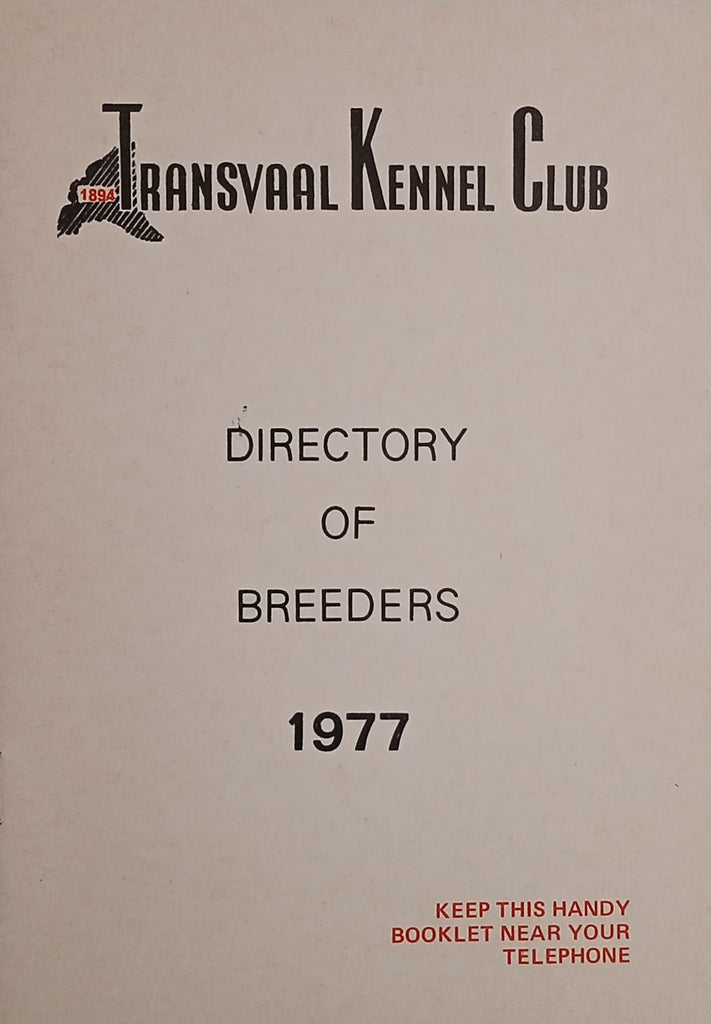 1894
TRANSVAAL KENNEL CLUB
DIRECTORY
OF
BREEDERS
1977
KEEP THIS HANDY
BOOKLET NEAR YOUR
TELEPHONE